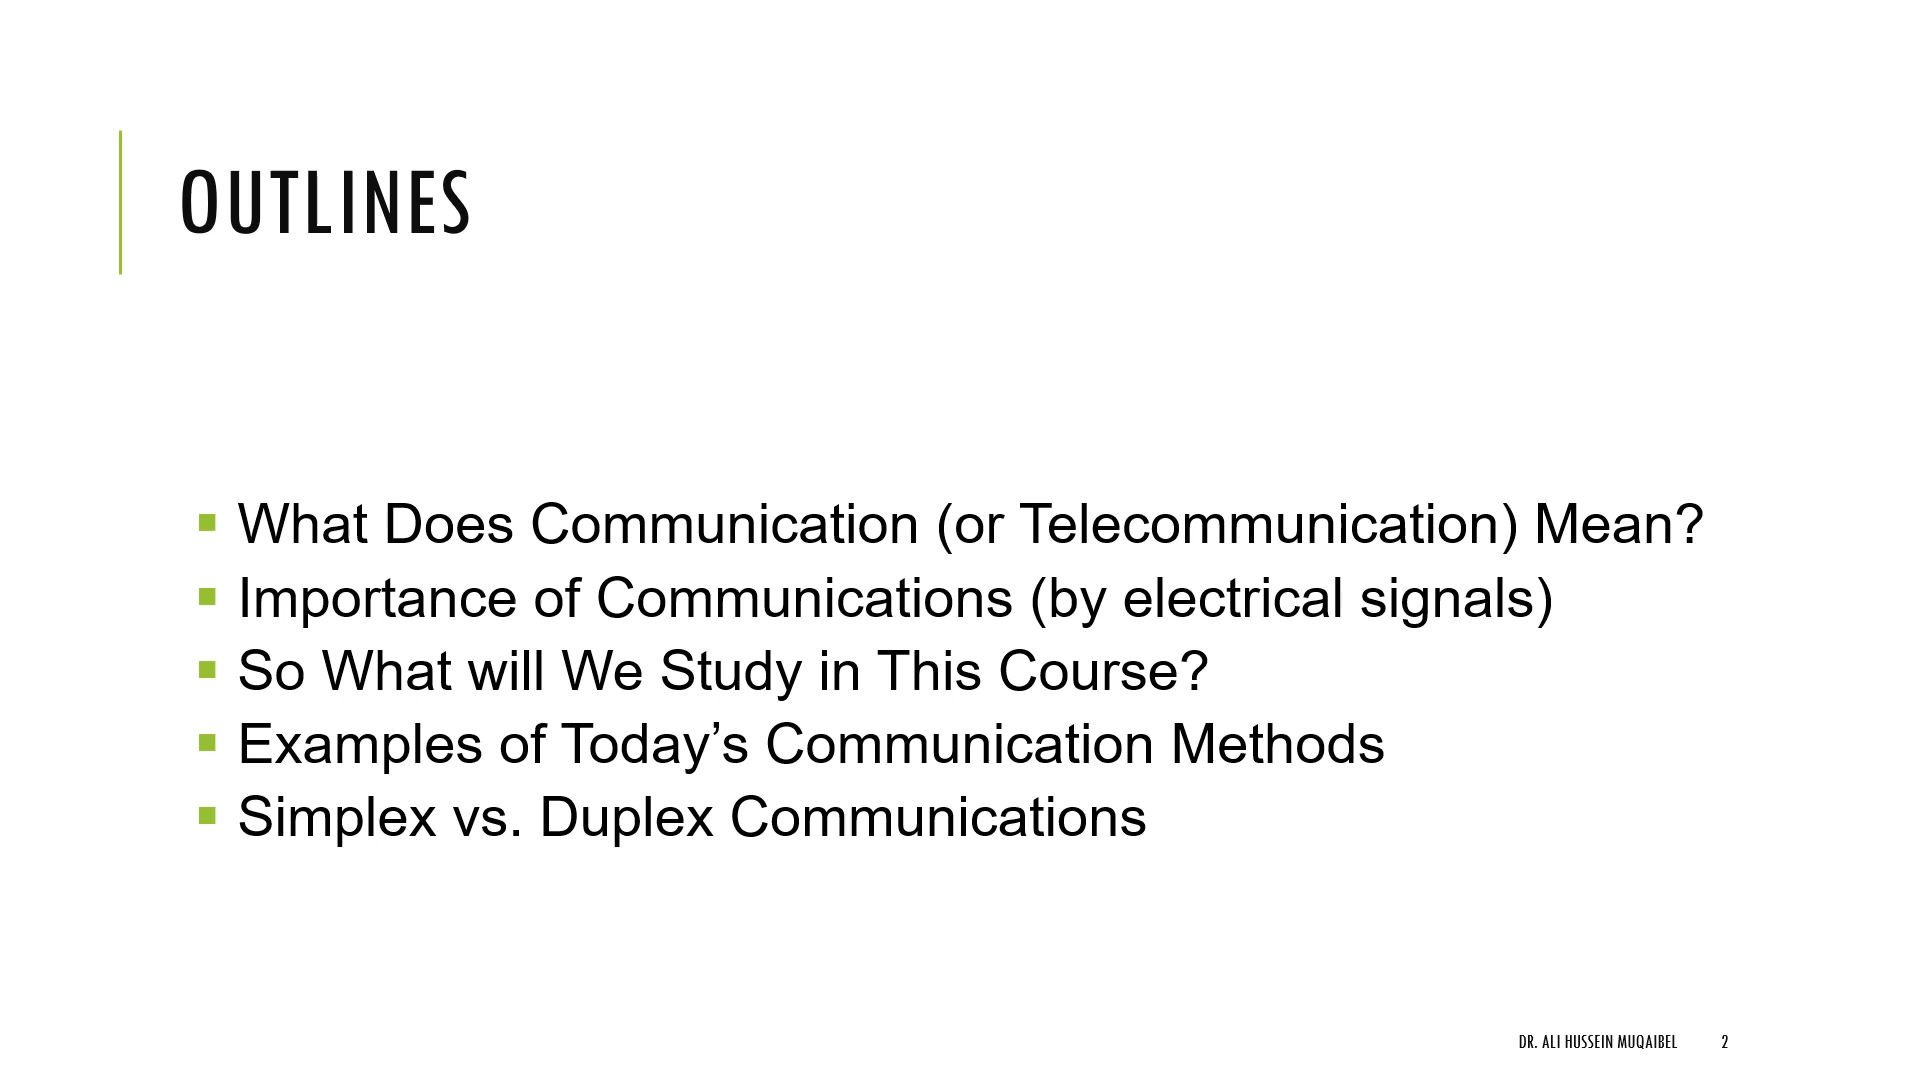 OUTLINES
▪ What Does Communication (or Telecommunication) Mean?
▪ Importance of Communications (by electrical signals)
▪ So What will We Study in This Course?
▪ Examples of Today’s Communication Methods
▪ Simplex vs. Duplex Communications
DR. ALI HUSSEIN MUQAIBEL 2